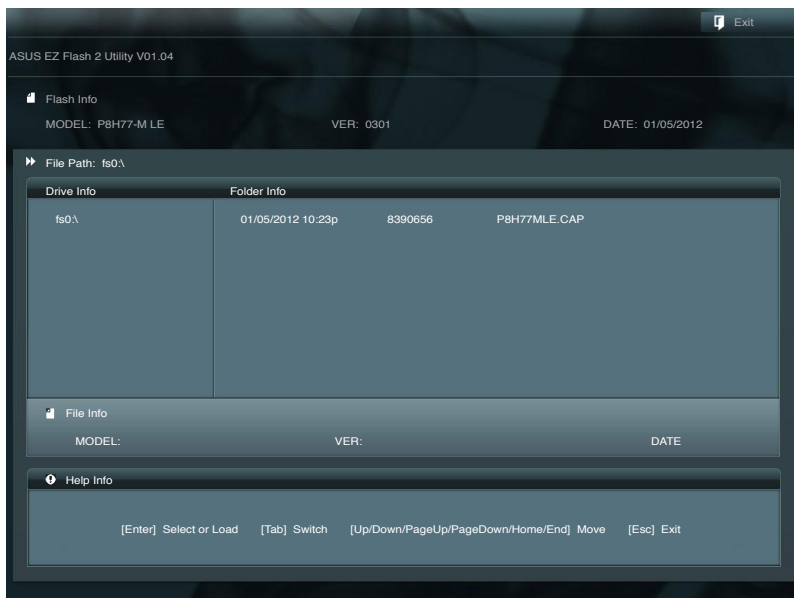 Exit
ASUS EZ Flash 2 Utility V01.04
Flash Info
MODEL: P8H77-M LE VER: 0301 DATE: 01/05/2012
File Path: fs0:\
Drive Info Folder Info
fs0:\ 01/05/2012 10:23p 8390656 P8H77MLE.CAP
File Info
MODEL: VER: DATE
Help Info
[Enter] Select or Load [Tab] Switch [Up/Down/PageUp/PageDown/Home/End] Move [Esc] Exit